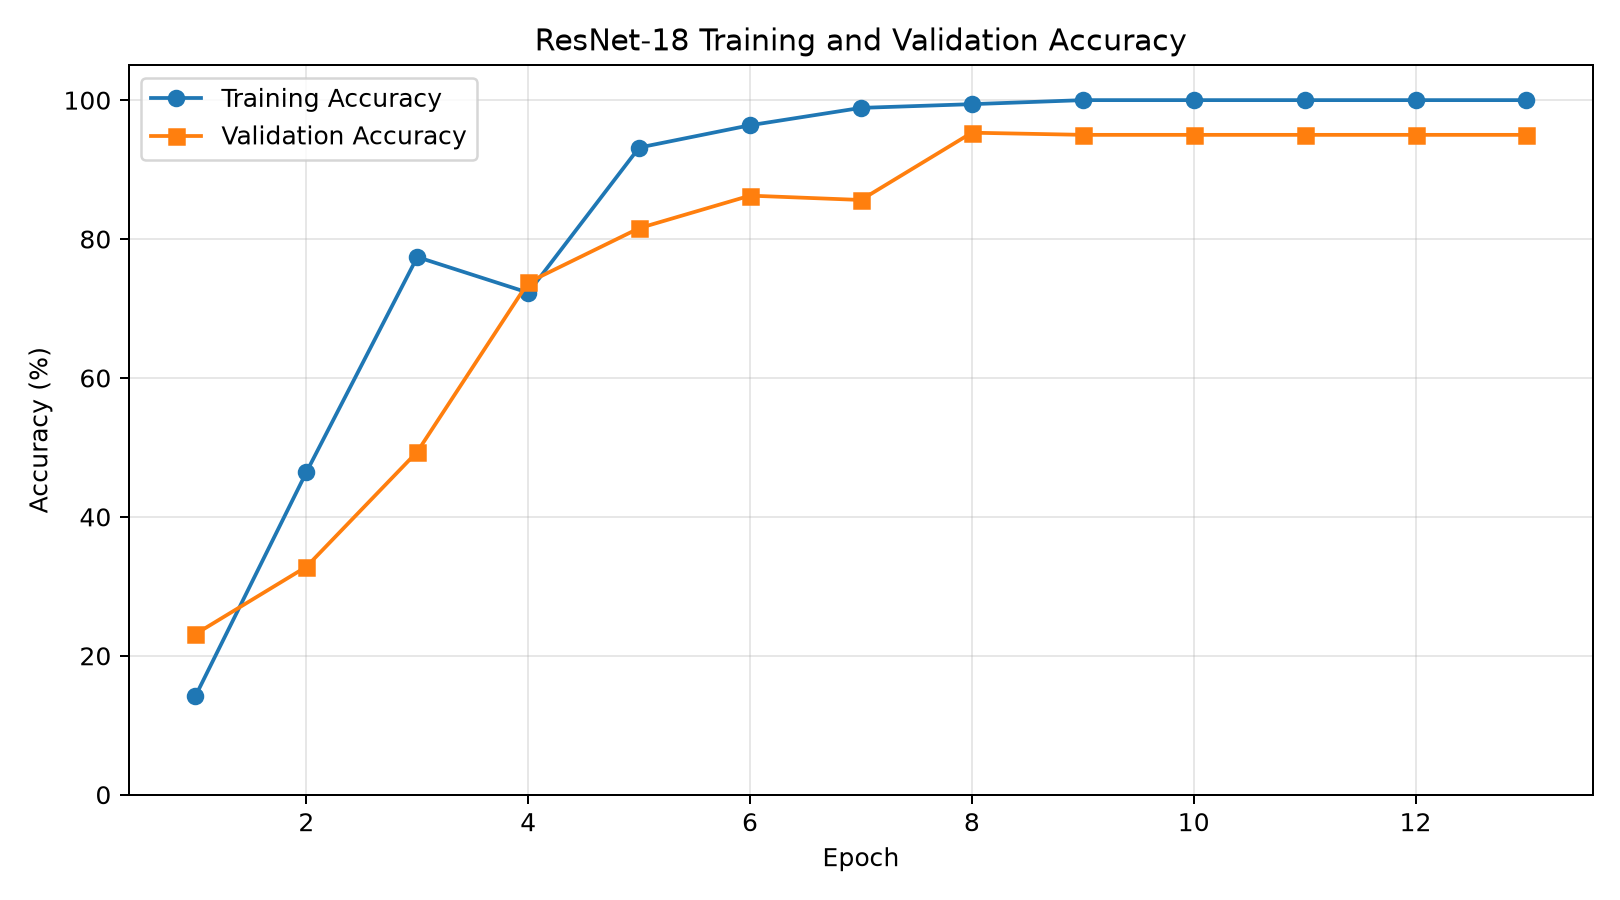 ResNet-18 Training and Validation Accuracy
Training Accuracy
Validation Accuracy
100
80
60
40
20
0
Accuracy (%)
2
4
6
8
10
12
Epoch